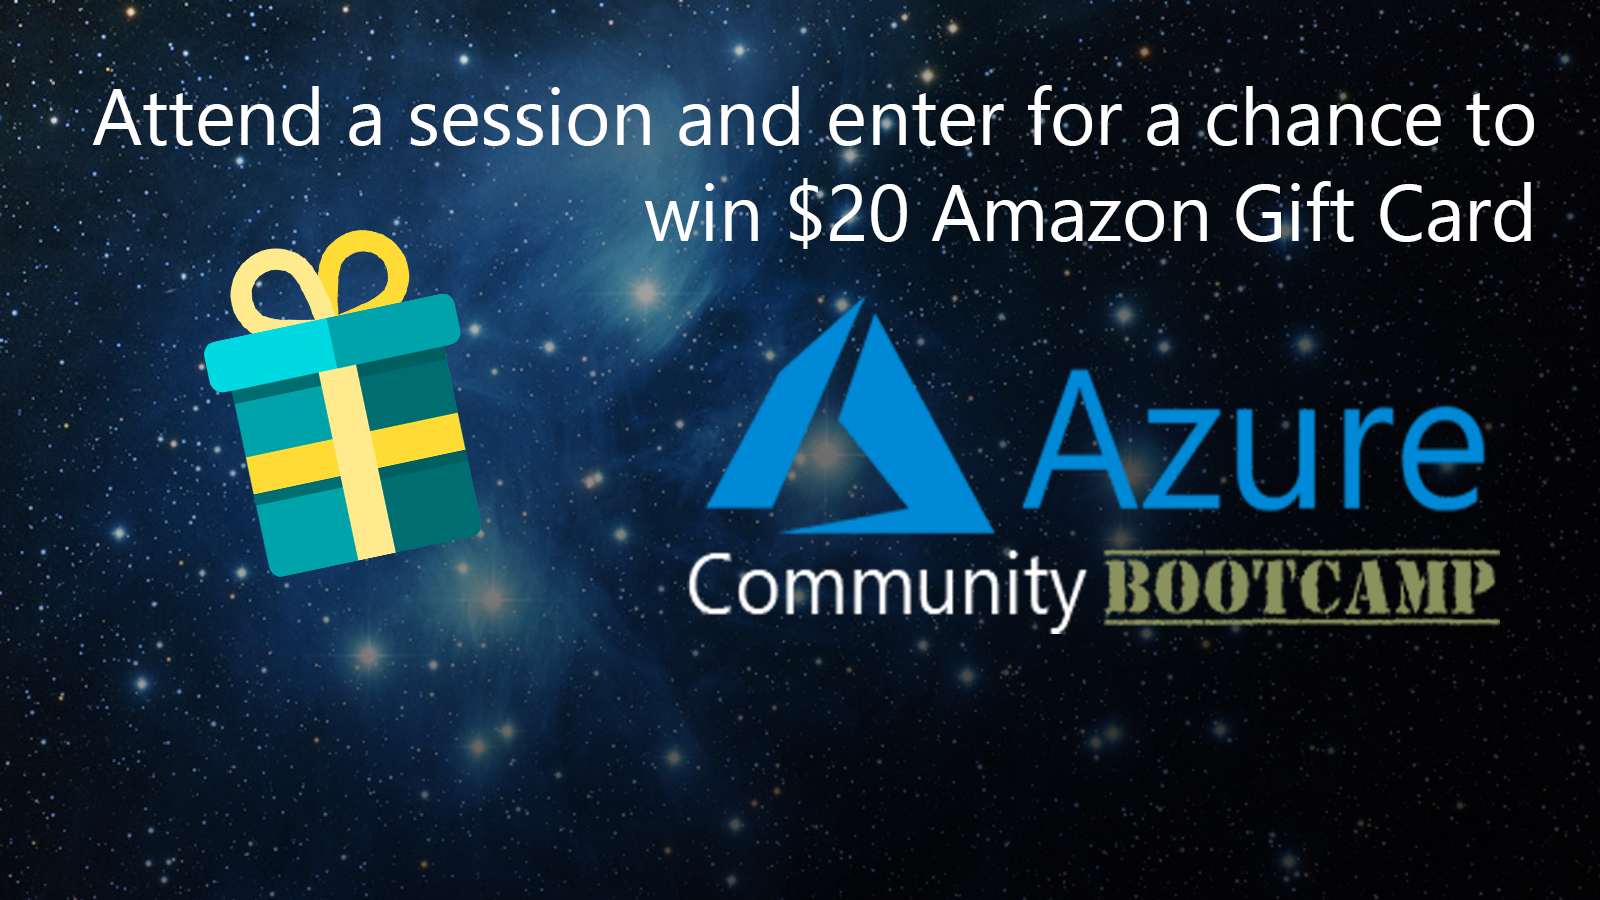 Attend a session and enter for a chance to
win $20 Amazon Gift Card
Azure
Community BOOTCAMP